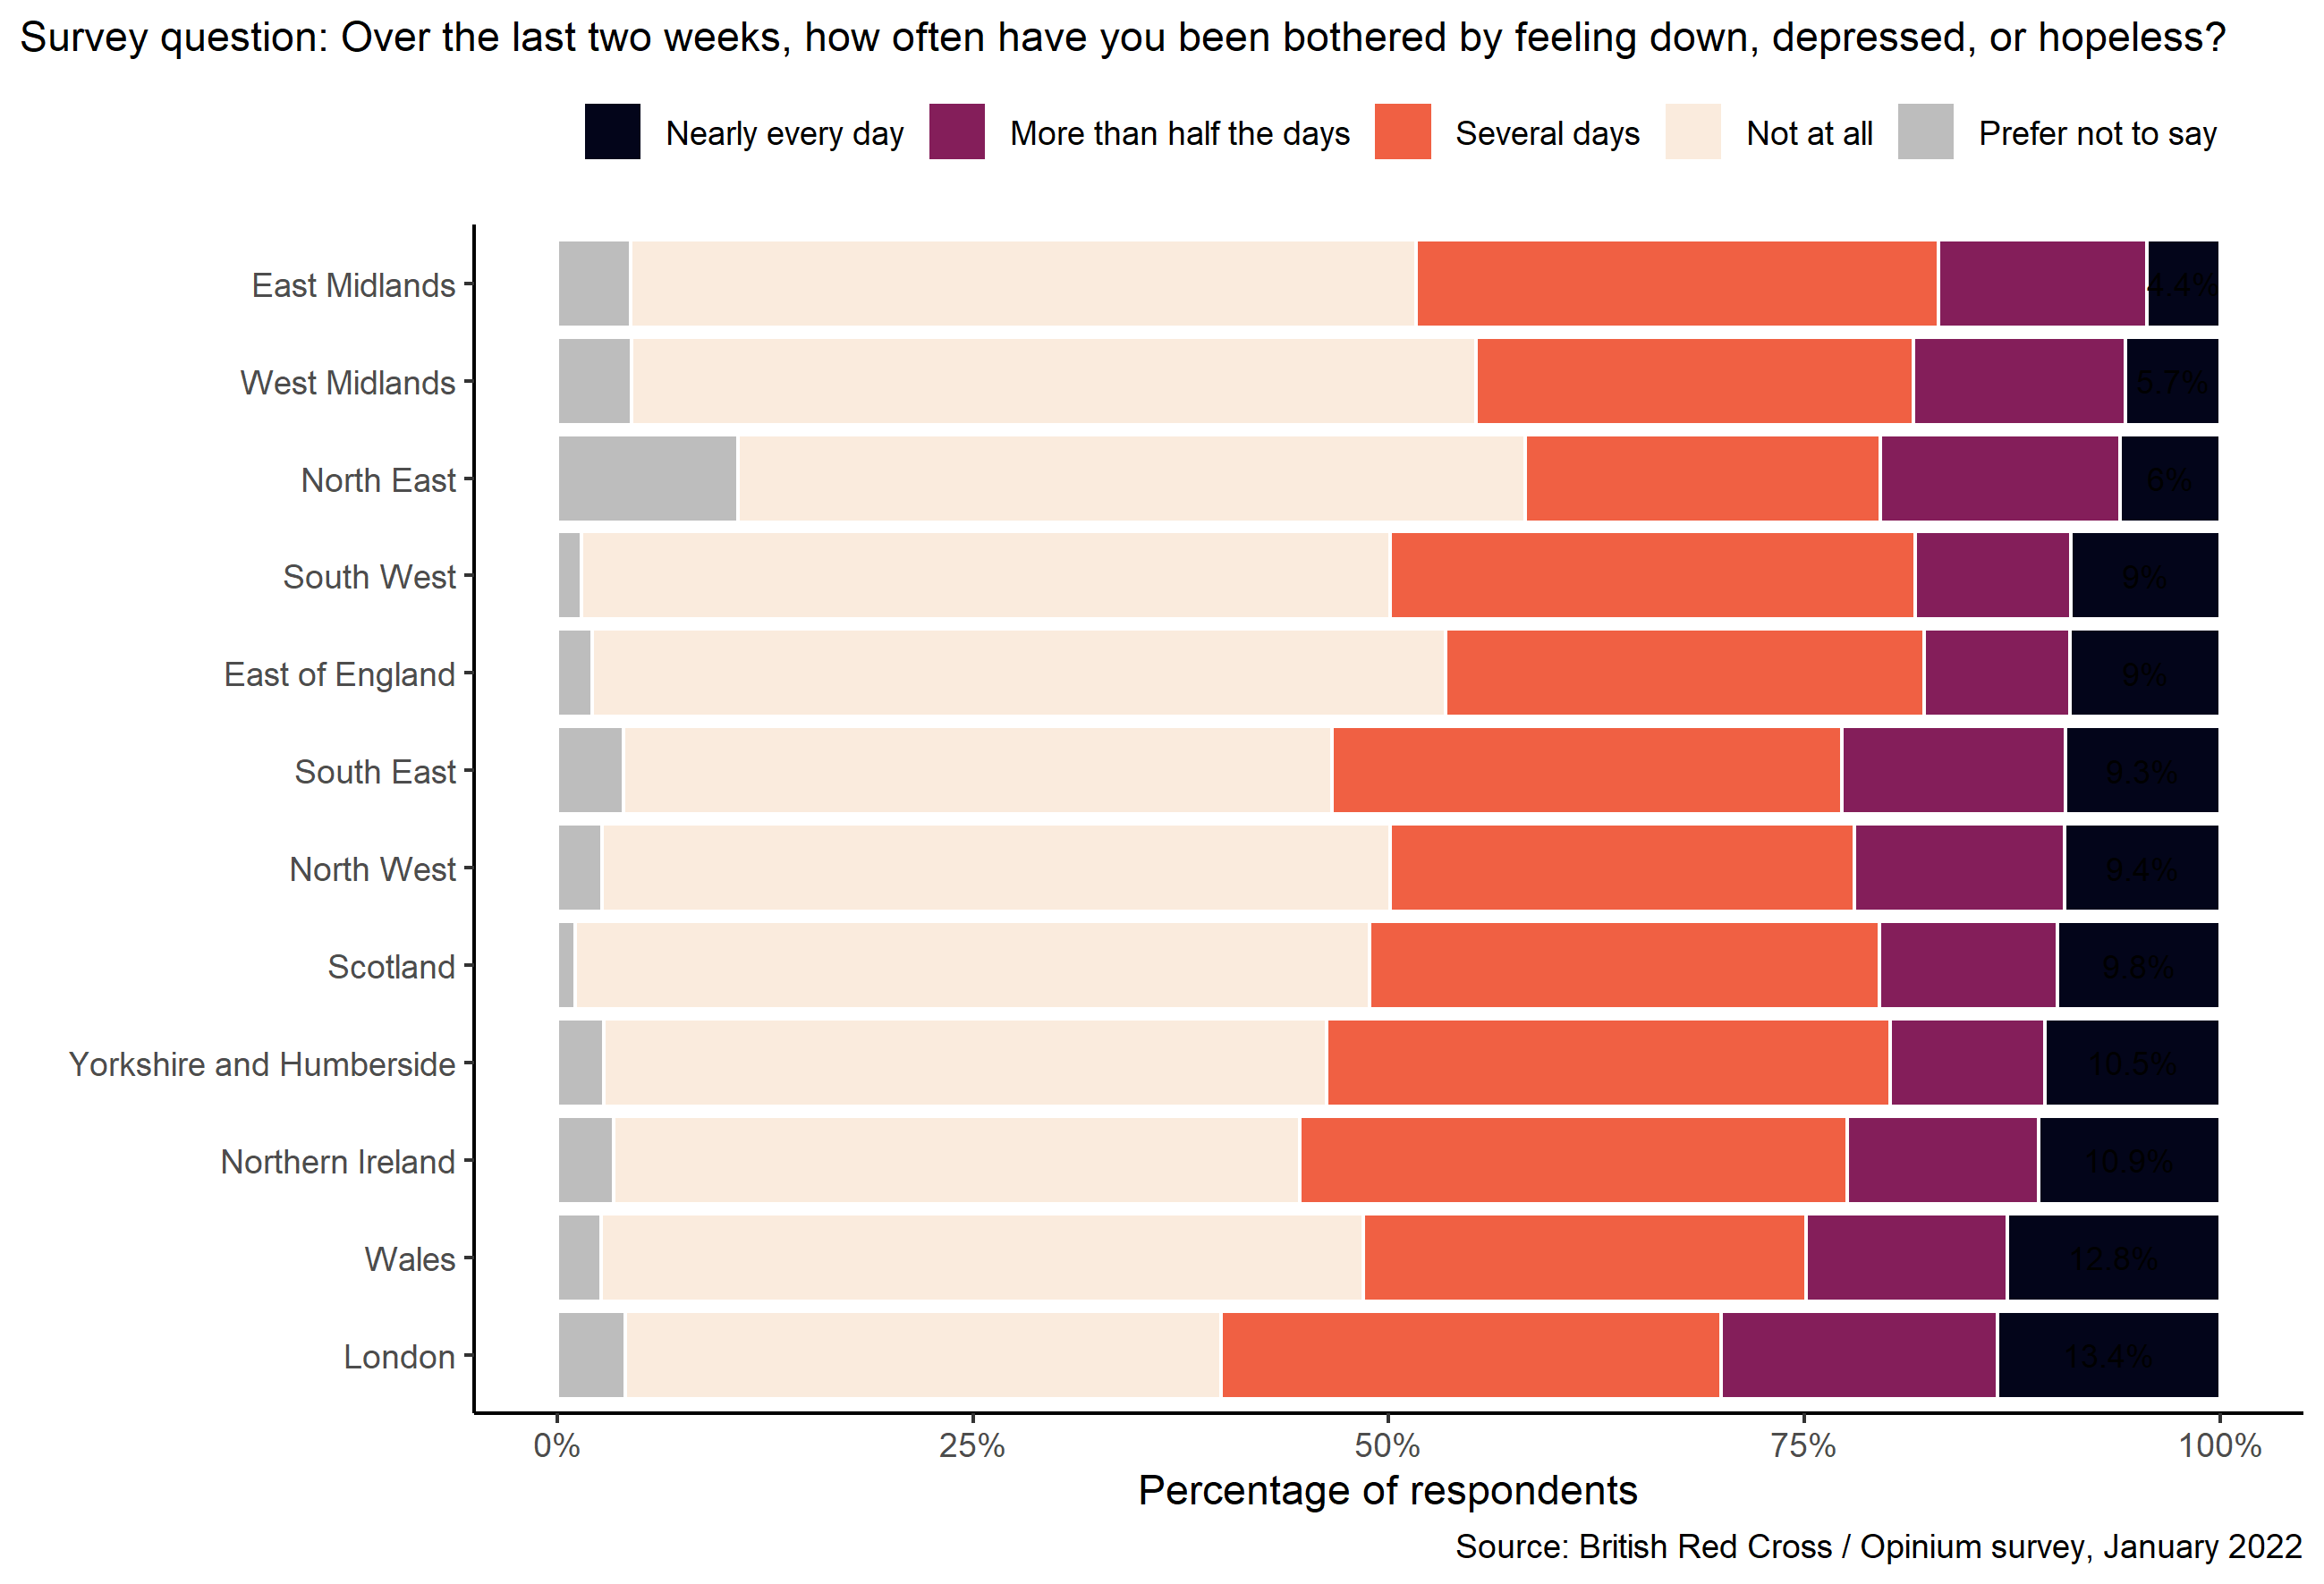 Survey question: Over the last two weeks, how often have you been bothered by feeling down, depressed, or hopeless?
Nearly every day More than half the days Several days Not at all Prefer not to say
East Midlands 4.4%
West Midlands 5.7%
North East 6%
South West 9%
East of England 9%
South East 9.3%
North West 9.4%
Scotland 9.8%
Yorkshire and Humberside 10.5%
Northern Ireland 10.9%
Wales 12.8%
London 13.4%
0% 25% 50% 75% 100%
Percentage of respondents
Source: British Red Cross / Opinium survey, January 2022